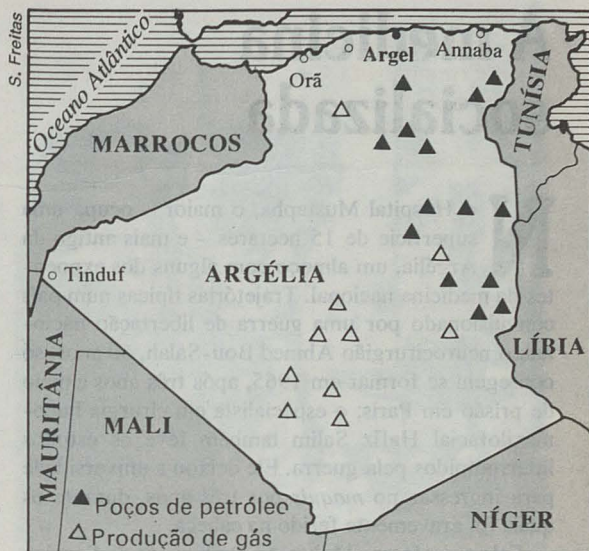 S. Freitas
Oceano Atlântico
Orã
Argel
Annaba
TUNÍSIA
MARROCOS
Tinduf
ARGÉLIA
LÍBIA
MAURITÂNIA
MALI
NÍGER
Poços de petróleo
Produção de gás